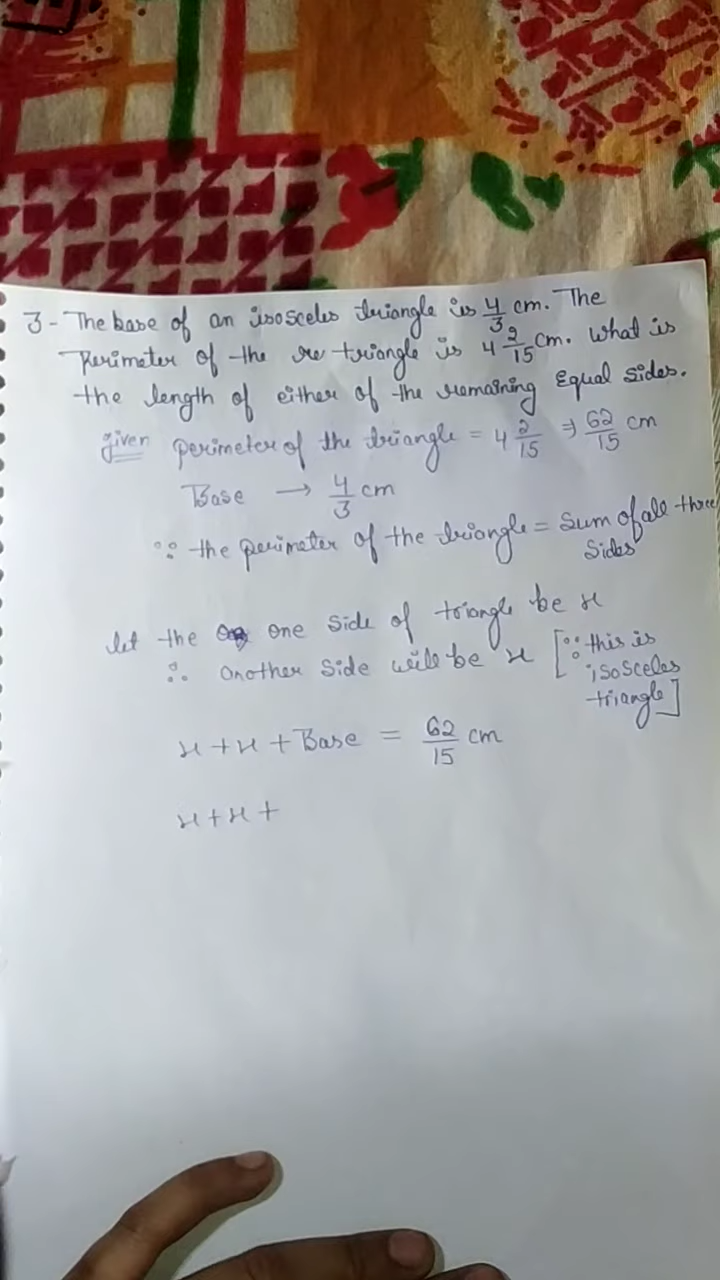 3- The base of an isosceles triangle is 4/3 cm. The
Perimeter of the re triangle is 4 2/15 cm. What is
the length of either of the remaining Equal sides.
given perimeter of the triangle = 4 2/15 ⇒ 62/15 cm
Base → 4/3 cm
∵ the perimeter of the triangle = Sum of all three
Sides
let the one side of triangle be x
∴ another side will be x [∵ this is
isosceles
triangle]
x + x + Base = 62/15 cm
x + x +